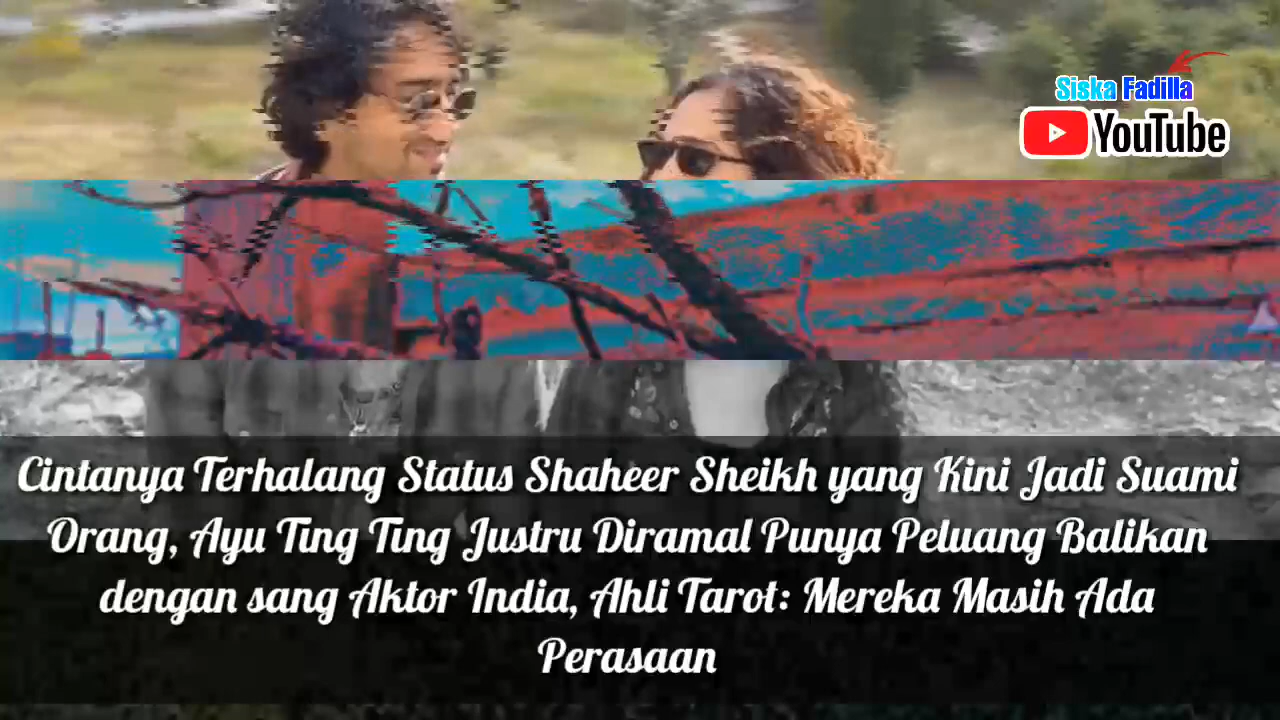 Siska Fadilla
YouTube
Cintanya Terhalang Status Shaheer Sheikh yang Kini Jadi Suami
Orang, Ayu Ting Ting Justru Diramal Punya Peluang Balikan
dengan sang Aktor India, Ahli Tarot: Mereka Masih Ada
Perasaan